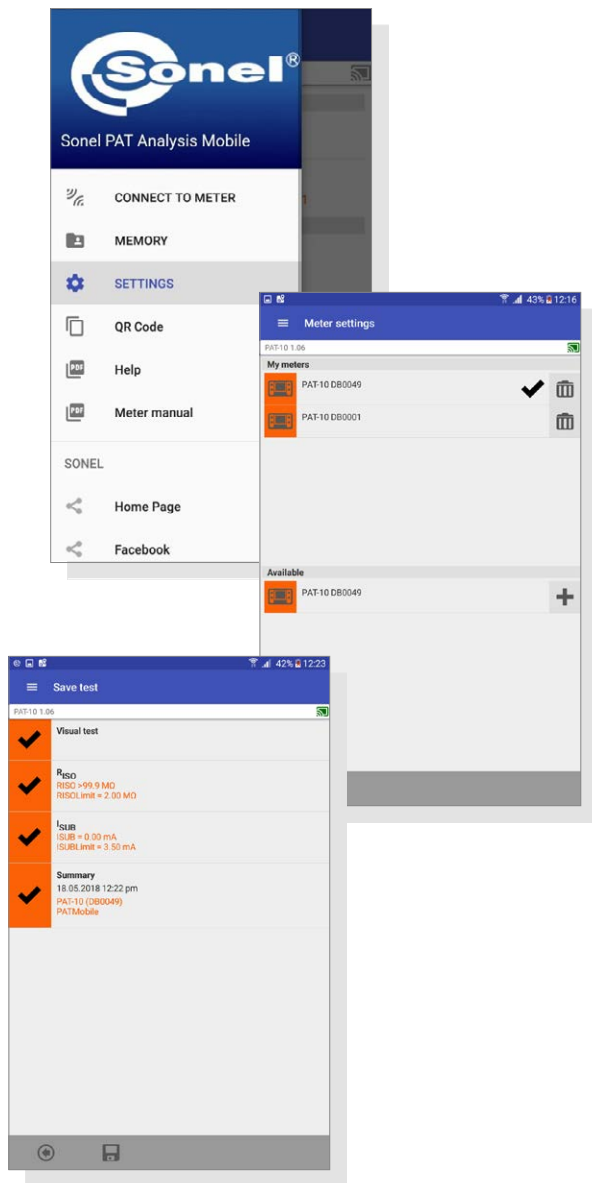 Sonel®
Sonel PAT Analysis Mobile
CONNECT TO METER
MEMORY
SETTINGS
QR Code
PDF
Help
PDF
Meter manual
SONEL
Home Page
Facebook
1
43% 12:16
Meter settings
PAT-10 1.06
My meters
PAT-10 DB0049
PAT-10 DB0001
Available
PAT-10 DB0049
42% 12:23
Save test
PAT-10 1.06
Visual test
RISO
RISO >99.9 MΩ
RISOLimit = 2.00 MΩ
ISUB
ISUB = 0.00 mA
ISUBLimit = 3.50 mA
Summary
18.05.2018 12:22 pm
PAT-10 (DB0049)
PATMobile